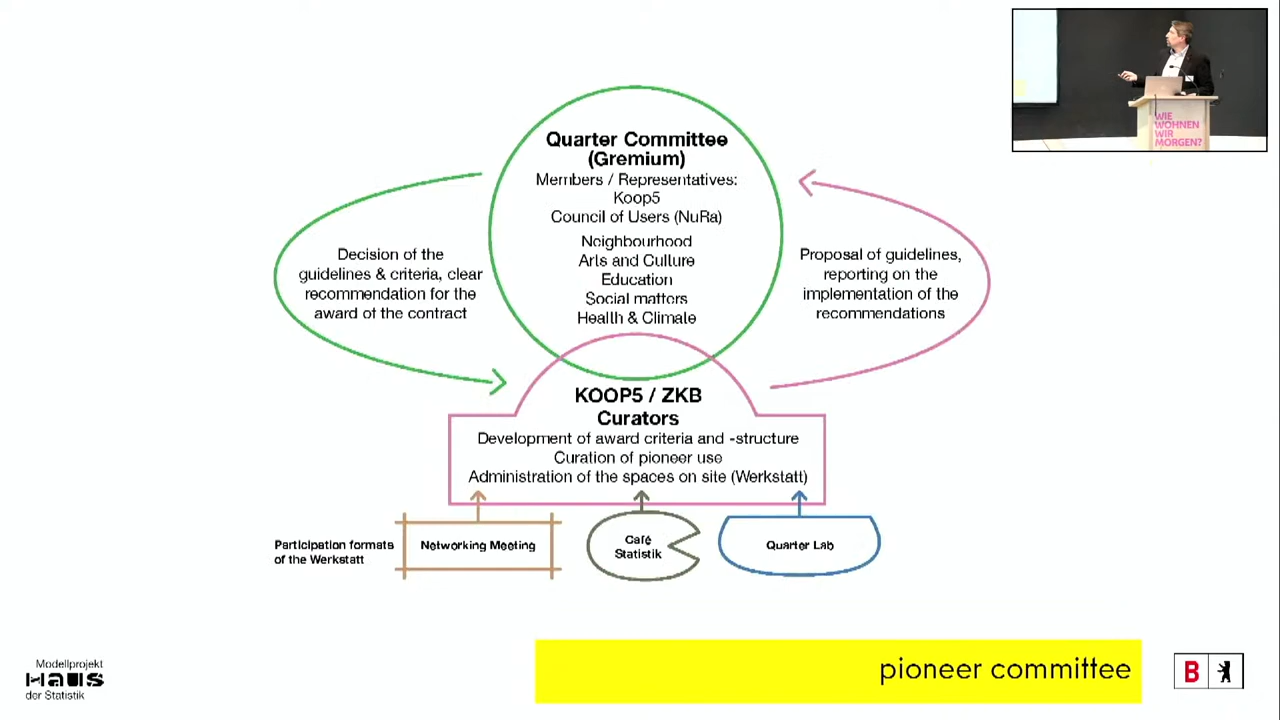 Quarter Committee
(Gremium)
Members / Representatives:
Koop5
Council of Users (NuRa)
Neighbourhood
Arts and Culture
Education
Social matters
Health & Climate
Decision of the
guidelines & criteria, clear
recommendation for the
award of the contract
Proposal of guidelines,
reporting on the
implementation of the
recommendations
KOOP5 / ZKB
Curators
Development of award criteria and -structure
Curation of pioneer use
Administration of the spaces on site (Werkstatt)
Participation formats
of the Werkstatt
Networking Meeting
Café
Statistik
Quarter Lab
pioneer committee
Modellprojekt
HAUS
der Statistik
B
WIE
WOHNEN
WIR
MORGEN?